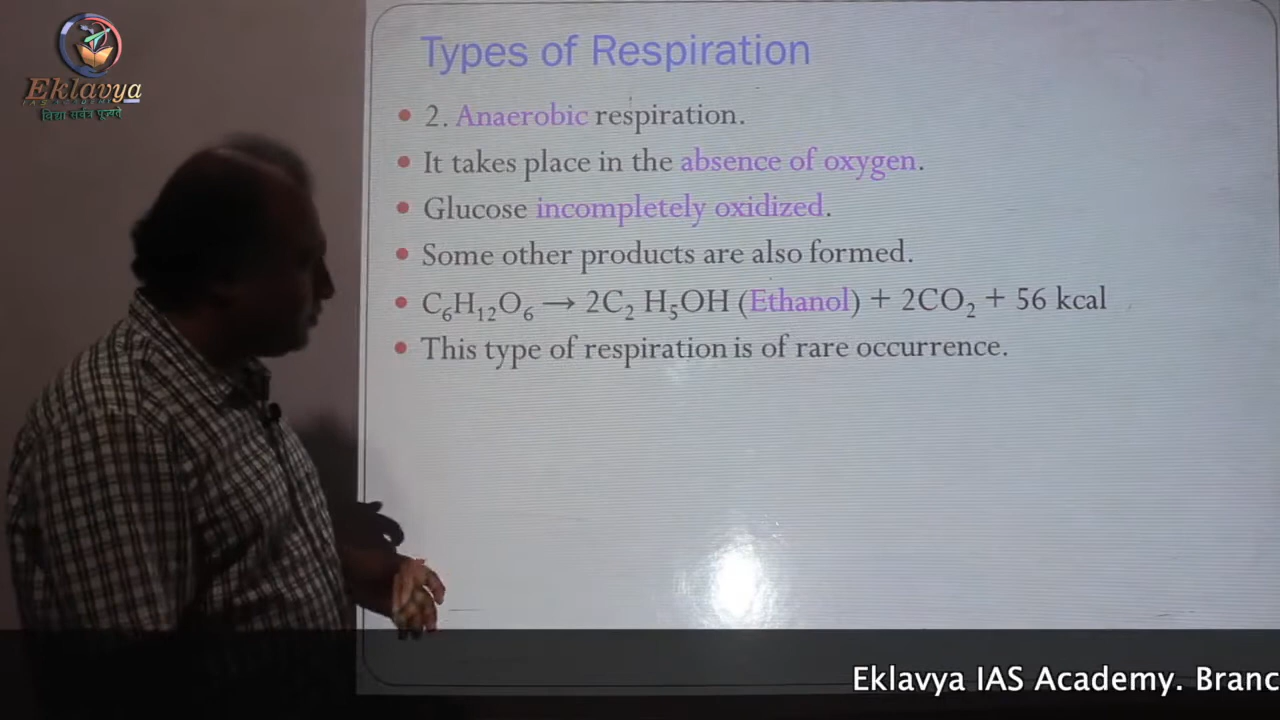 Eklavya
IAS ACADEMY
Types of Respiration
• 2. Anaerobic respiration.
• It takes place in the absence of oxygen.
• Glucose incompletely oxidized.
• Some other products are also formed.
• C₆H₁₂O₆ → 2C₂ H₅OH (Ethanol) + 2CO₂ + 56 kcal
• This type of respiration is of rare occurrence.
Eklavya IAS Academy. Branc